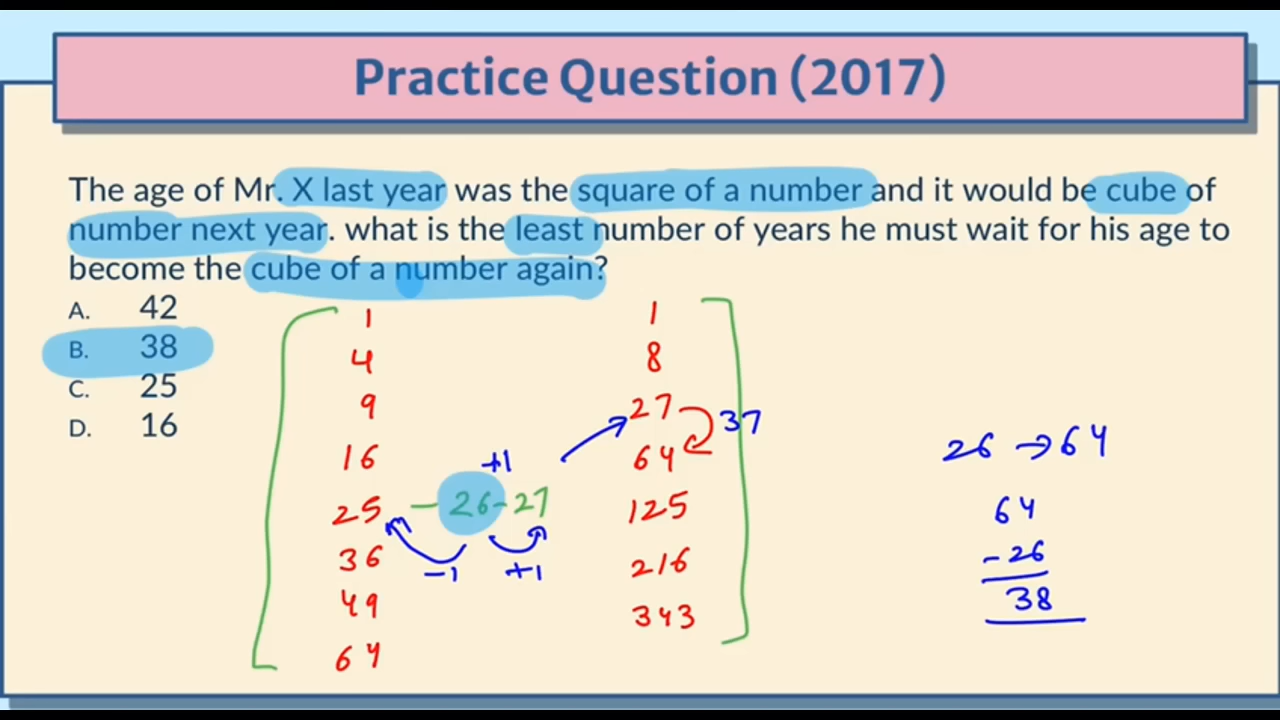 Practice Question (2017)
The age of Mr. X last year was the square of a number and it would be cube of
number next year. what is the least number of years he must wait for his age to
become the cube of a number again?
A. 42
B. 38
C. 25
D. 16
1 1
4 8
9 27 37
16 +1 64 26 → 64
25 - 26 - 27 125 64
36 -1 +1 216 - 26
49 343 38
64